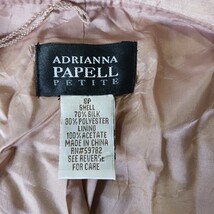 ADRIANNA
PAPELL
PETITE
8P
SHELL
70% SILK
30% POLYESTER
LINING
100% ACETATE
MADE IN CHINA
RN#59782
SEE REVERSE
FOR CARE